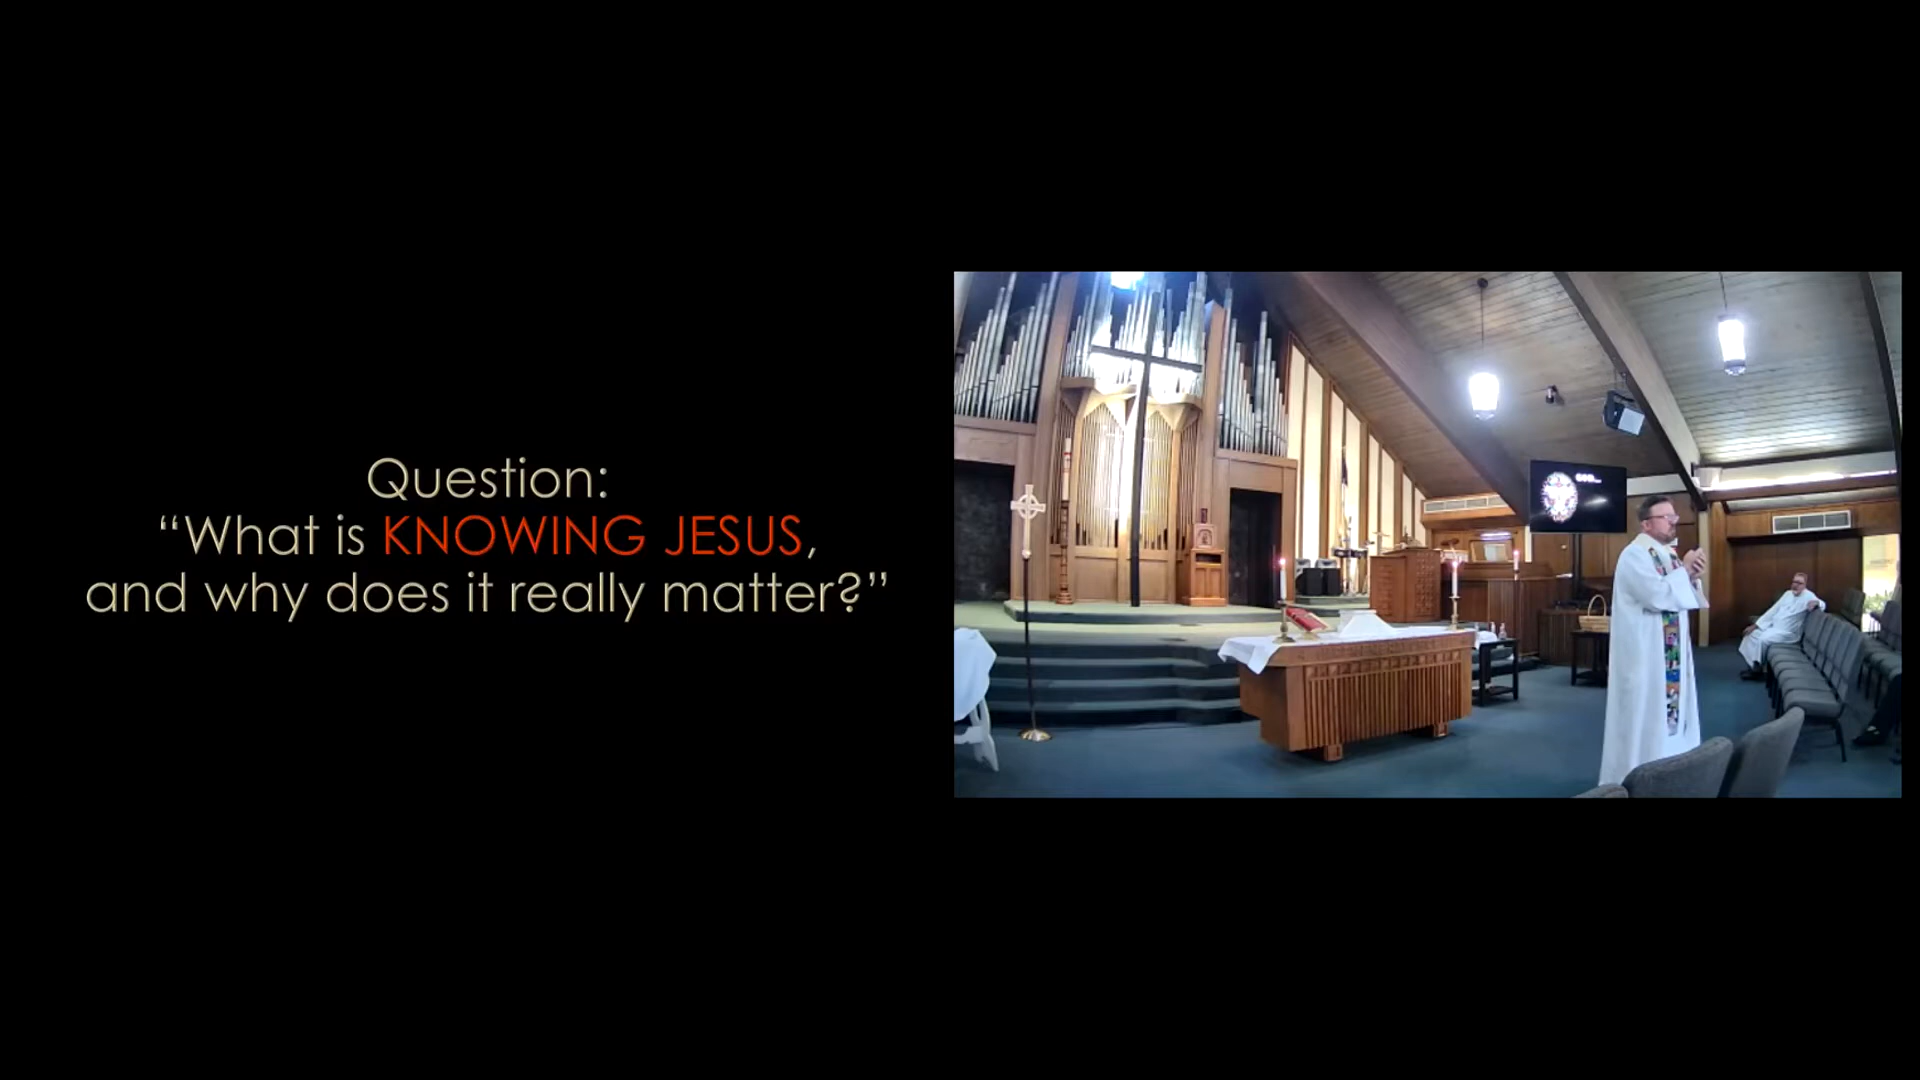 Question:
“What is KNOWING JESUS,
and why does it really matter?”